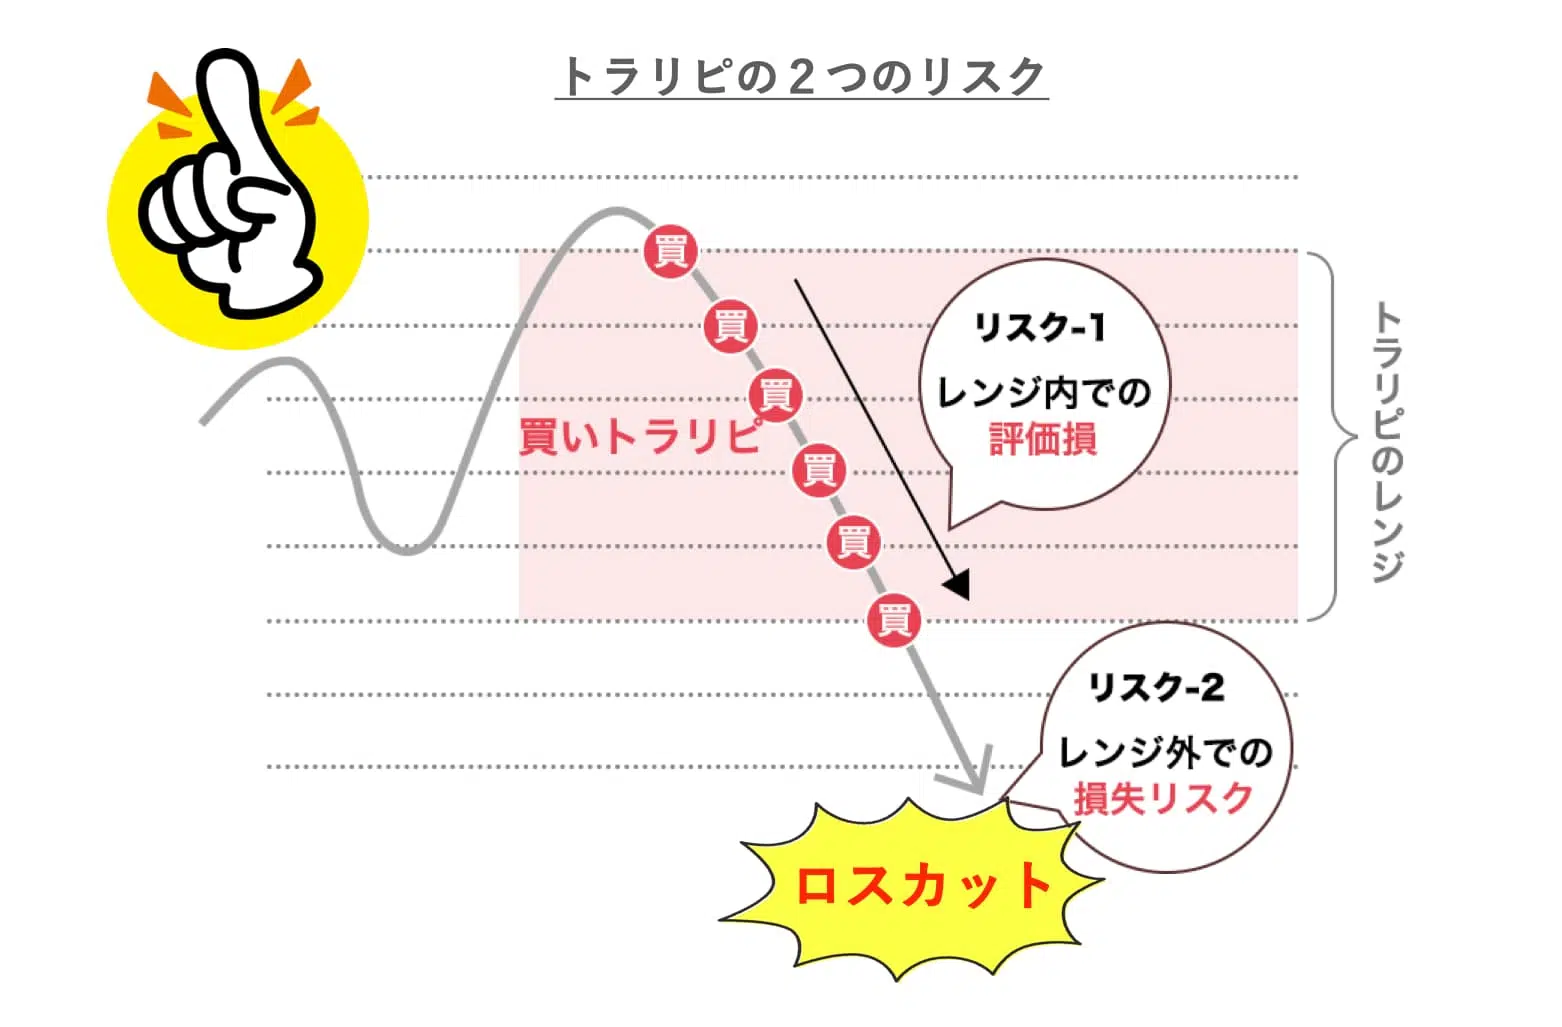 トラリピの２つのリスク
買
買
買
買いトラリピ
買
買
買
リスク-1
レンジ内での
評価損
トラリピのレンジ
リスク-2
レンジ外での
損失リスク
ロスカット